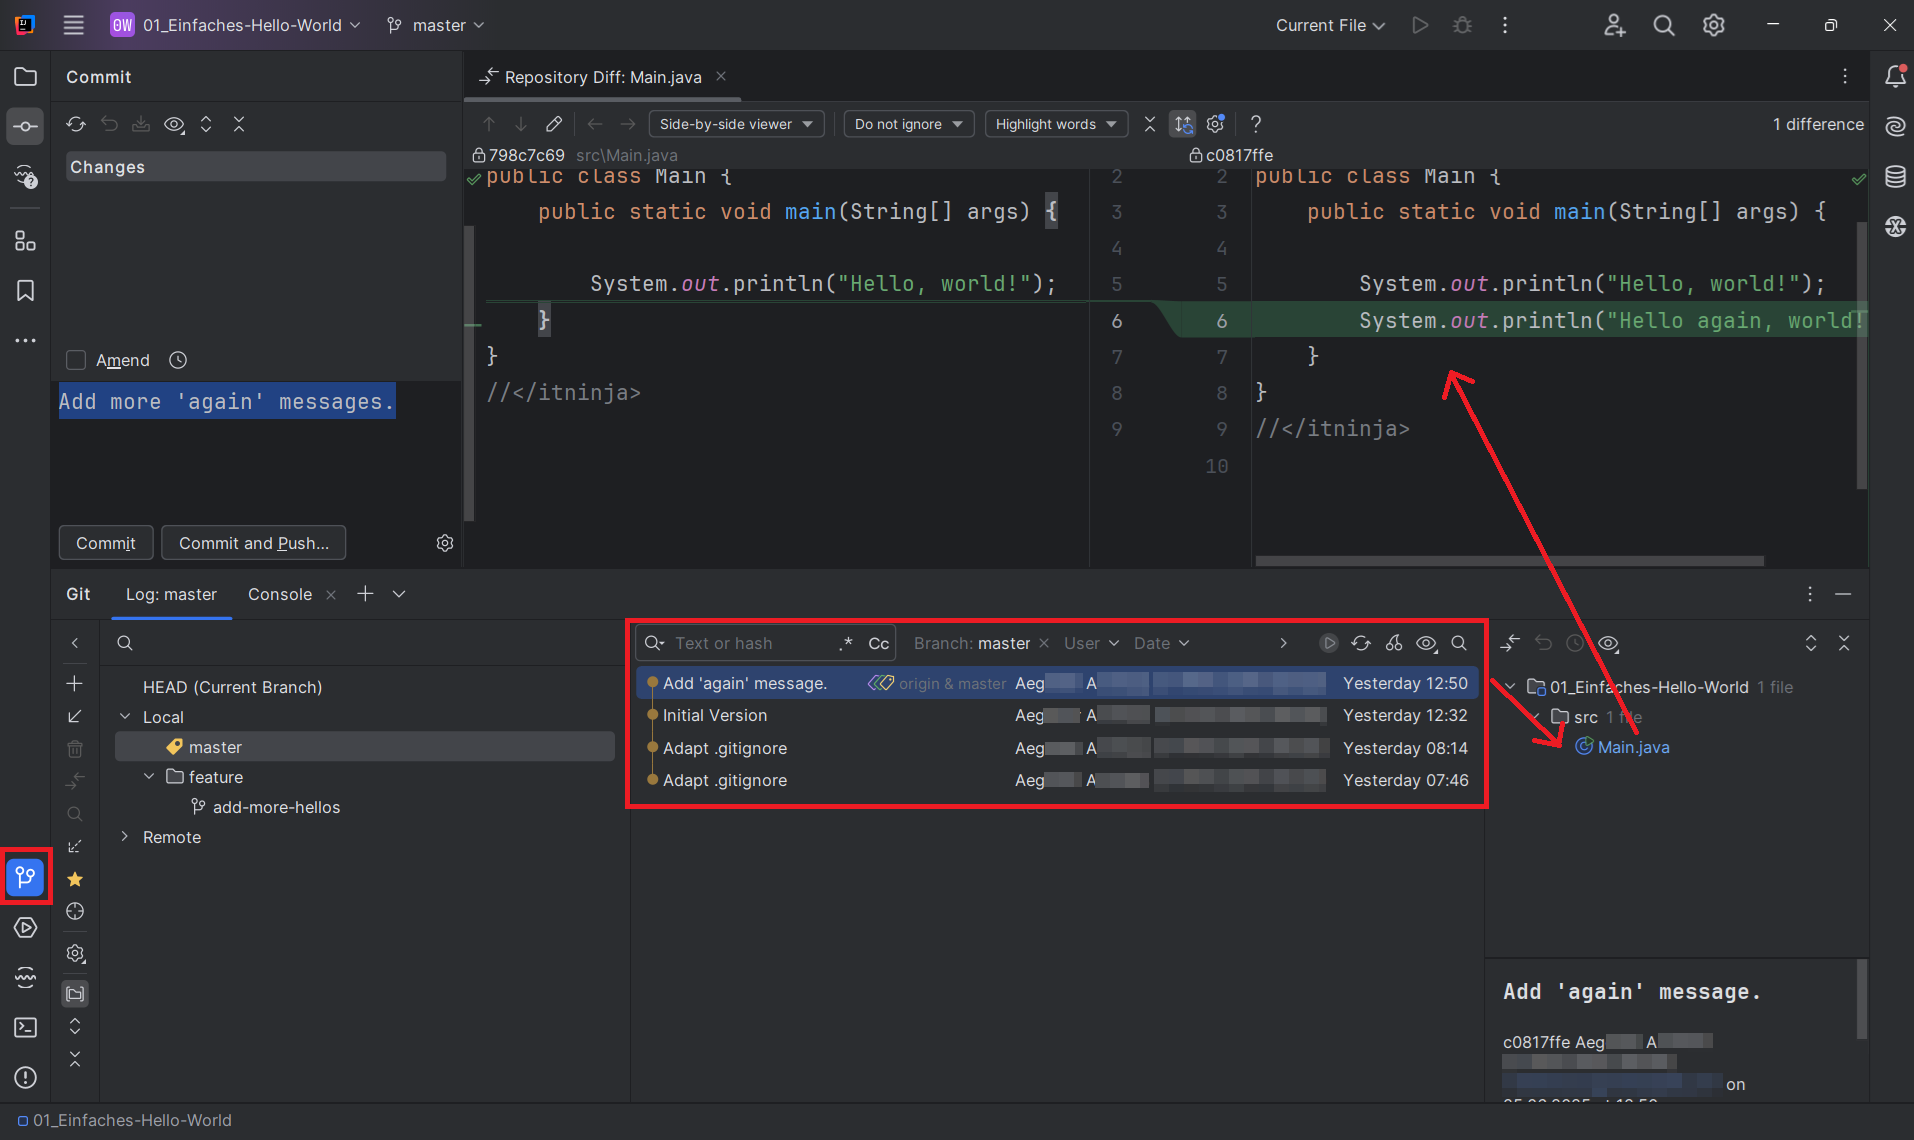 OW 01_Einfaches-Hello-World master Current File
Commit
Changes
Amend
Add more 'again' messages.
Commit Commit and Push...
Repository Diff: Main.java
Side-by-side viewer Do not ignore Highlight words ? 1 difference
798c7c69 src\Main.java c0817ffe
public class Main { 2 2 public class Main {
public static void main(String[] args) { 3 3 public static void main(String[] args) {
4 4
System.out.println("Hello, world!"); 5 5 System.out.println("Hello, world!");
} 6 6 System.out.println("Hello again, world!
} 7 7 }
//</itninja> 8 8 }
9 9 //</itninja>
10
Git Log: master Console
HEAD (Current Branch)
Local
master
feature
add-more-hellos
Remote
Text or hash .* Cc Branch: master User Date
Add 'again' message. origin & master Aeg A Yesterday 12:50
Initial Version Aeg A Yesterday 12:32
Adapt .gitignore Aeg A Yesterday 08:14
Adapt .gitignore Aeg A Yesterday 07:46
01_Einfaches-Hello-World 1 file
src 1 file
Main.java
Add 'again' message.
c0817ffe Aeg A
on
01_Einfaches-Hello-World